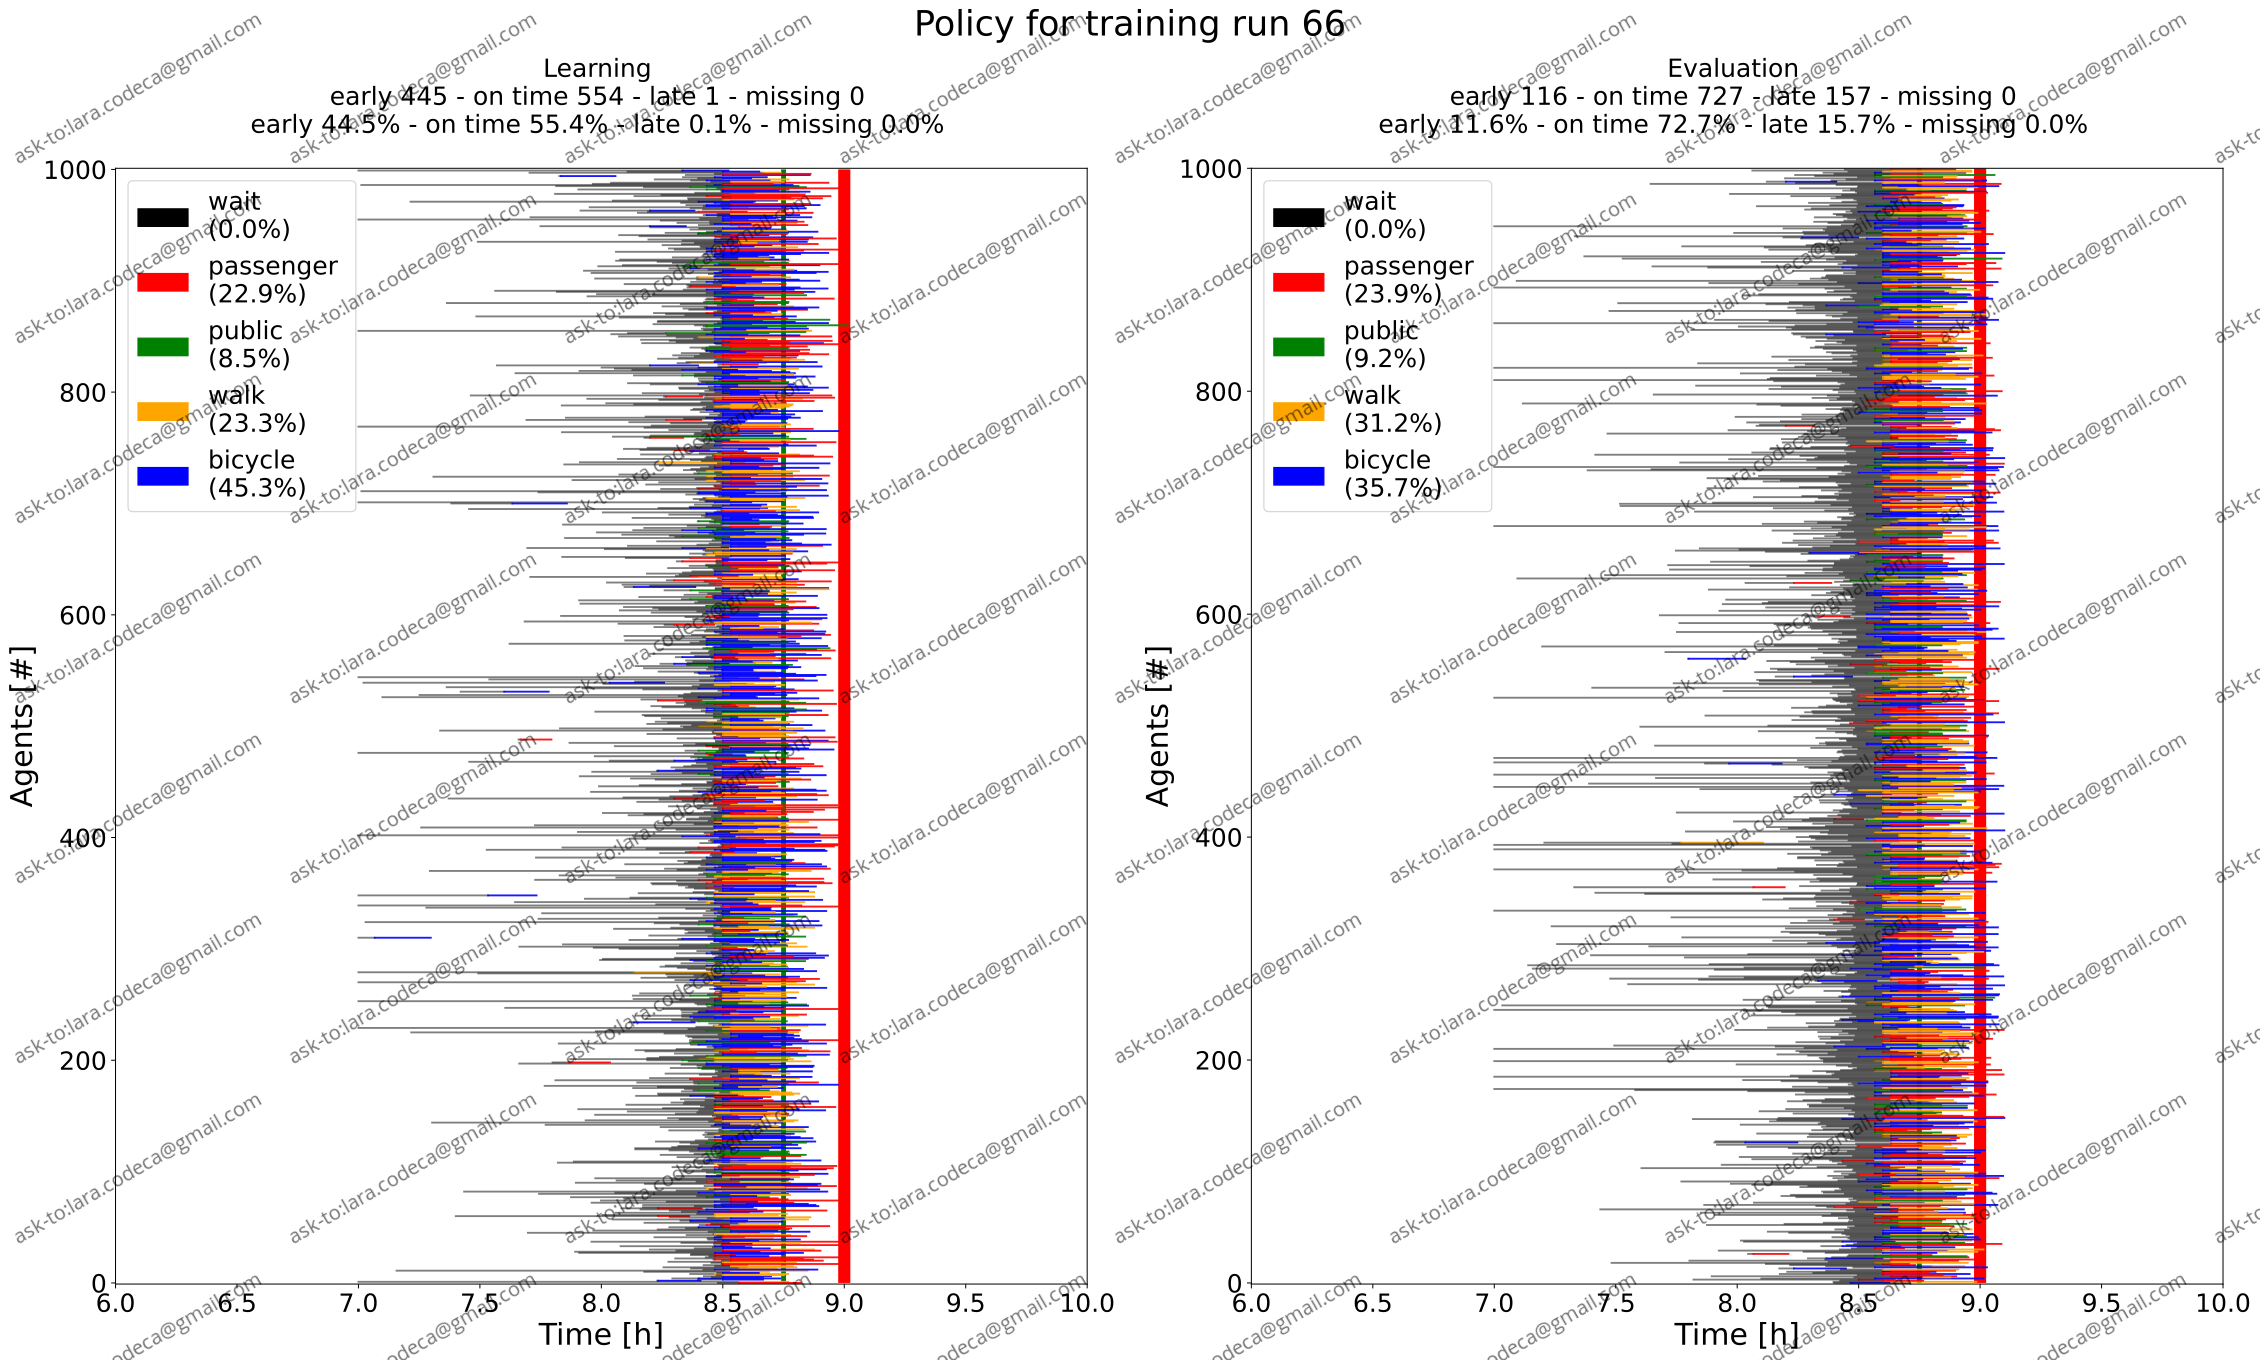 Policy for training run 66
Learning
early 445 - on time 554 - late 1 - missing 0
early 44.5% - on time 55.4% - late 0.1% - missing 0.0%
1000
800
600
400
200
0
Agents [#]
wait
(0.0%)
passenger
(22.9%)
public
(8.5%)
walk
(23.3%)
bicycle
(45.3%)
6.0 6.5 7.0 7.5 8.0 8.5 9.0 9.5 10.0
Time [h]
Evaluation
early 116 - on time 727 - late 157 - missing 0
early 11.6% - on time 72.7% - late 15.7% - missing 0.0%
1000
800
600
400
200
0
Agents [#]
wait
(0.0%)
passenger
(23.9%)
public
(9.2%)
walk
(31.2%)
bicycle
(35.7%)
6.0 6.5 7.0 7.5 8.0 8.5 9.0 9.5 10.0
Time [h]
ask-to:lara.codeca@gmail.com